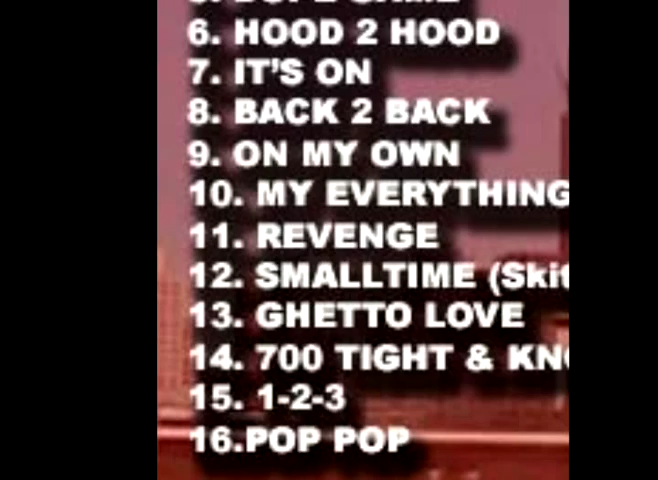 6. HOOD 2 HOOD
7. IT'S ON
8. BACK 2 BACK
9. ON MY OWN
10. MY EVERYTHING
11. REVENGE
12. SMALLTIME (Skit
13. GHETTO LOVE
14. 700 TIGHT &
15. 1-2-3
16.POP POP